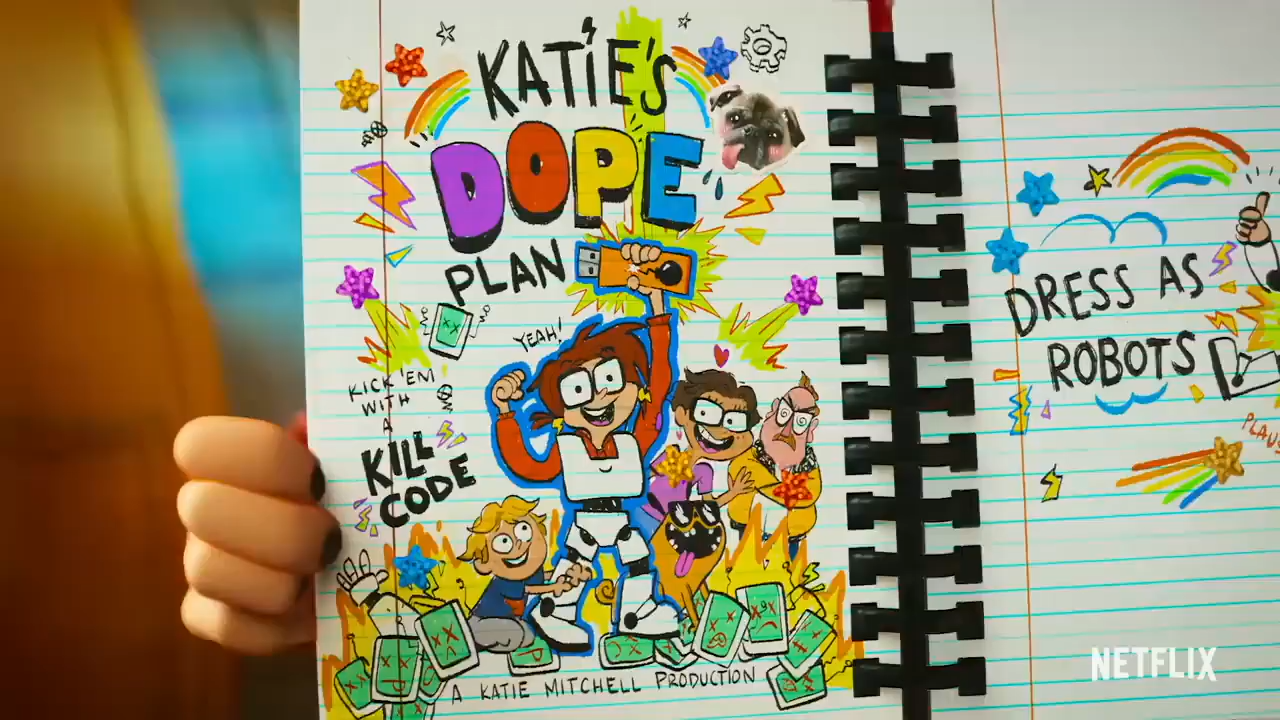 KATIE'S
DOPE
PLAN
YEAH!
KICK 'EM
WITH
A
KILL
CODE
A KATIE MITCHELL PRODUCTION
DRESS AS
ROBOTS
NETFLIX